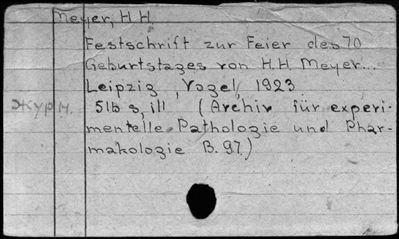 Meyer, H.H.
Festschrift zur Feier des 70
Geburtstages von H.H. Meyer...
Leipzig, Vogel, 1923
Журн. 516 s, ill (Archiv für experi-
mentelle Pathologie und Phar-
makologie B. 97.)